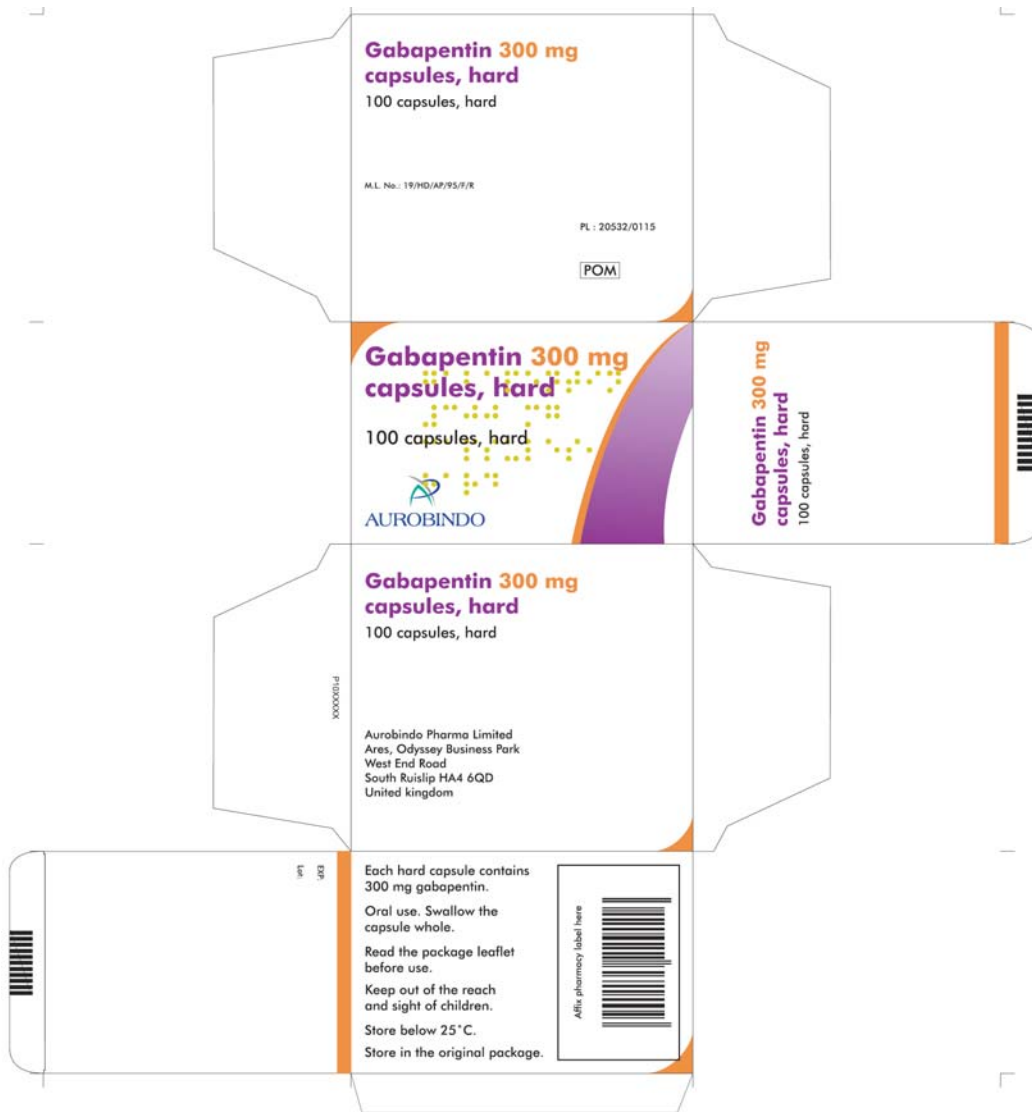 Gabapentin 300 mg
capsules, hard
100 capsules, hard
M.L. No.: 19/HD/AP/95/F/R
PL : 20532/0115
POM
Gabapentin 300 mg
capsules, hard
100 capsules, hard
AUROBINDO
Gabapentin 300 mg
capsules, hard
100 capsules, hard
Gabapentin 300 mg
capsules, hard
100 capsules, hard
P10XXXXX
Aurobindo Pharma Limited
Ares, Odyssey Business Park
West End Road
South Ruislip HA4 6QD
United kingdom
EXP:
Lot:
Each hard capsule contains
300 mg gabapentin.
Oral use. Swallow the
capsule whole.
Read the package leaflet
before use.
Keep out of the reach
and sight of children.
Store below 25˚C.
Store in the original package.
Affix pharmacy label here